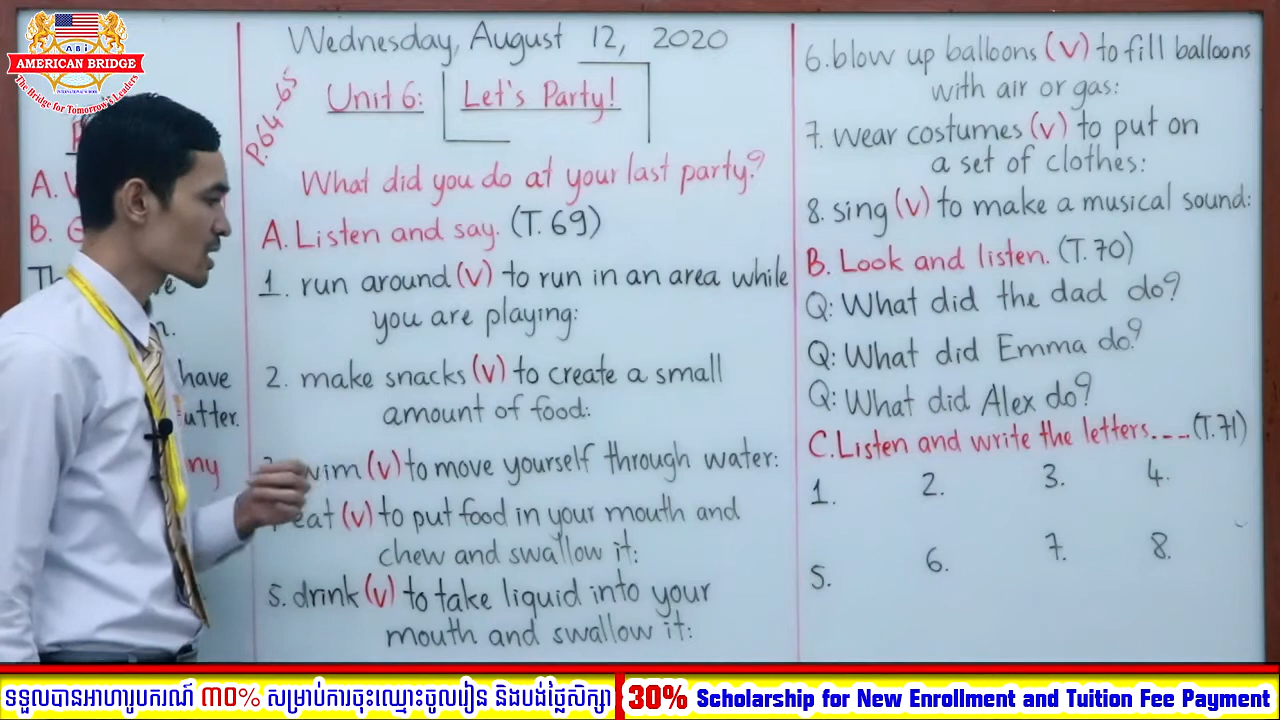 ABi
AMERICAN BRIDGE
INTERNATIONAL SCHOOL
The Bridge for Tomorrow's Leaders
A.
B.
have
utter.
ny
Wednesday, August 12, 2020
P.64-65
Unit 6: Let's Party!
What did you do at your last party?
A. Listen and say. (T. 69)
1. run around (v) to run in an area while
you are playing:
2. make snacks (v) to create a small
amount of food:
wim (v) to move yourself through water:
eat (v) to put food in your mouth and
chew and swallow it:
5. drink (v) to take liquid into your
mouth and swallow it:
6. blow up balloons (v) to fill balloons
with air or gas:
7. wear costumes (v) to put on
a set of clothes:
8. sing (v) to make a musical sound:
B. Look and listen. (T. 70)
Q: What did the dad do?
Q: What did Emma do?
Q: What did Alex do?
C. Listen and write the letters.... (T.71)
1. 2. 3. 4.
5. 6. 7. 8.
ទទួលបានអាហារូបករណ៍ ៣០% សម្រាប់ការចុះឈ្មោះចូលរៀន និងបង់ថ្លៃសិក្សា
30% Scholarship for New Enrollment and Tuition Fee Payment